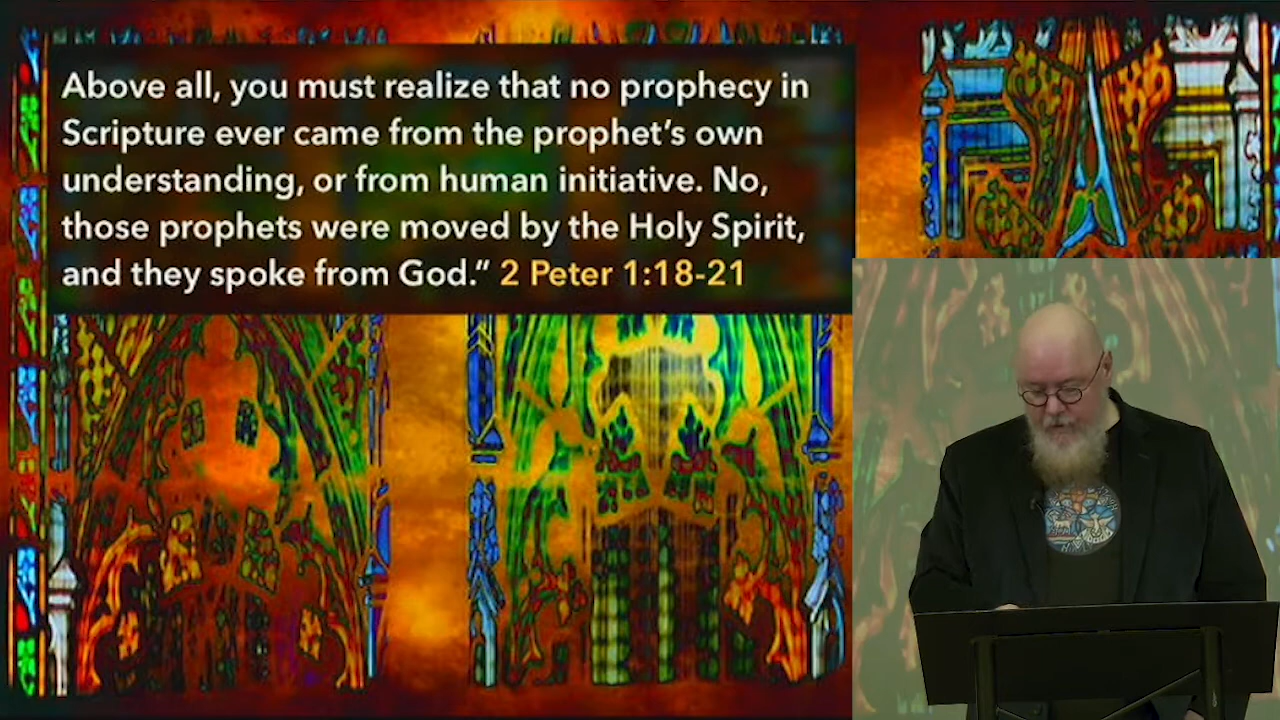 Above all, you must realize that no prophecy in
Scripture ever came from the prophet’s own
understanding, or from human initiative. No,
those prophets were moved by the Holy Spirit,
and they spoke from God.” 2 Peter 1:18-21